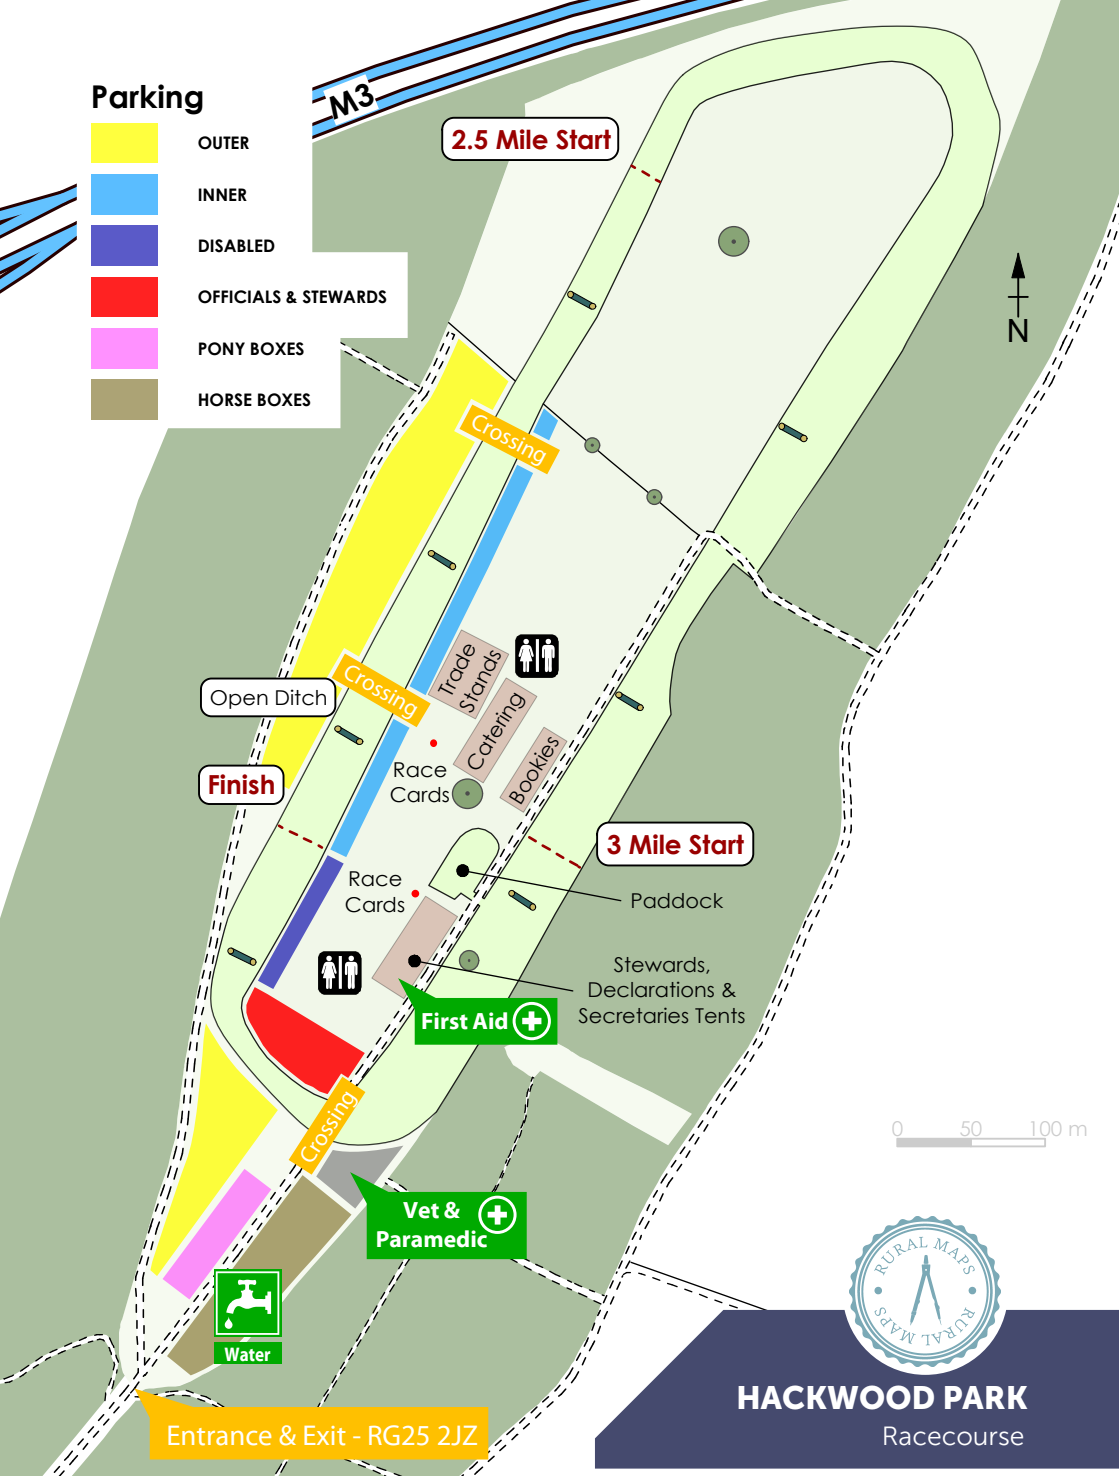 Parking
OUTER
INNER
DISABLED
OFFICIALS & STEWARDS
PONY BOXES
HORSE BOXES
M3
2.5 Mile Start
N
Crossing
Trade
Stands
Crossing
Open Ditch
Catering
Bookies
Race
Cards
Finish
3 Mile Start
Race
Cards
Paddock
Stewards,
Declarations &
Secretaries Tents
First Aid
Crossing
0 50 100 m
Vet &
Paramedic
Water
Entrance & Exit - RG25 2JZ
RURAL MAPS
RURAL MAPS
HACKWOOD PARK
Racecourse